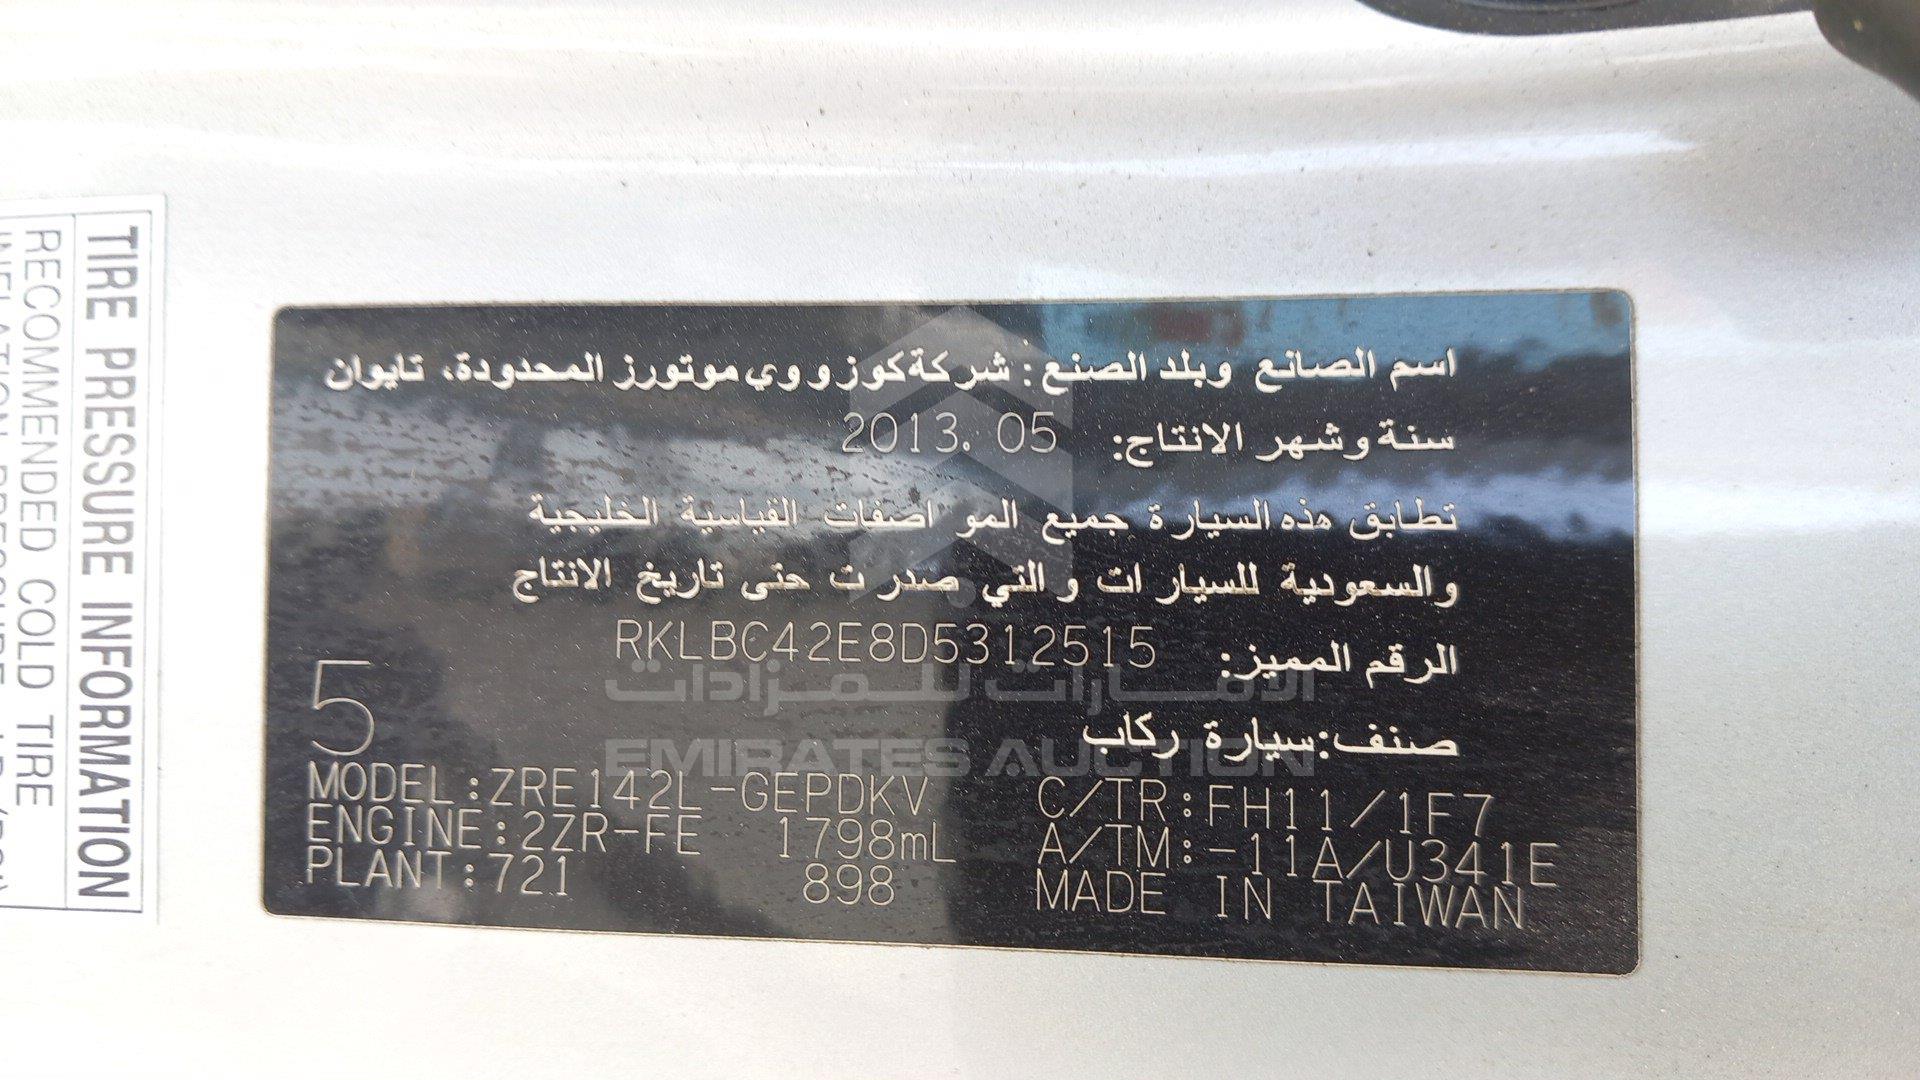 اسم الصانع وبلد الصنع: شركة كوزووي موتورز المحدودة، تايوان
سنة وشهر الانتاج: 2013. 05
تطابق هذه السيارة جميع المواصفات القياسية الخليجية
والسعودية للسيارات والتي صدرت حتى تاريخ الانتاج
الرقم المميز: RKLBC42E8D5312515
صنف: سيارة ركاب
5
MODEL:ZRE142L-GEPDKV C/TR:FH11/1F7
ENGINE:2ZR-FE 1798mL A/TM:-11A/U341E
PLANT:721 898 MADE IN TAIWAN
الامارات للمزادات
EMIRATES AUCTION
TIRE PRESSURE INFORMATION
RECOMMENDED COLD TIRE